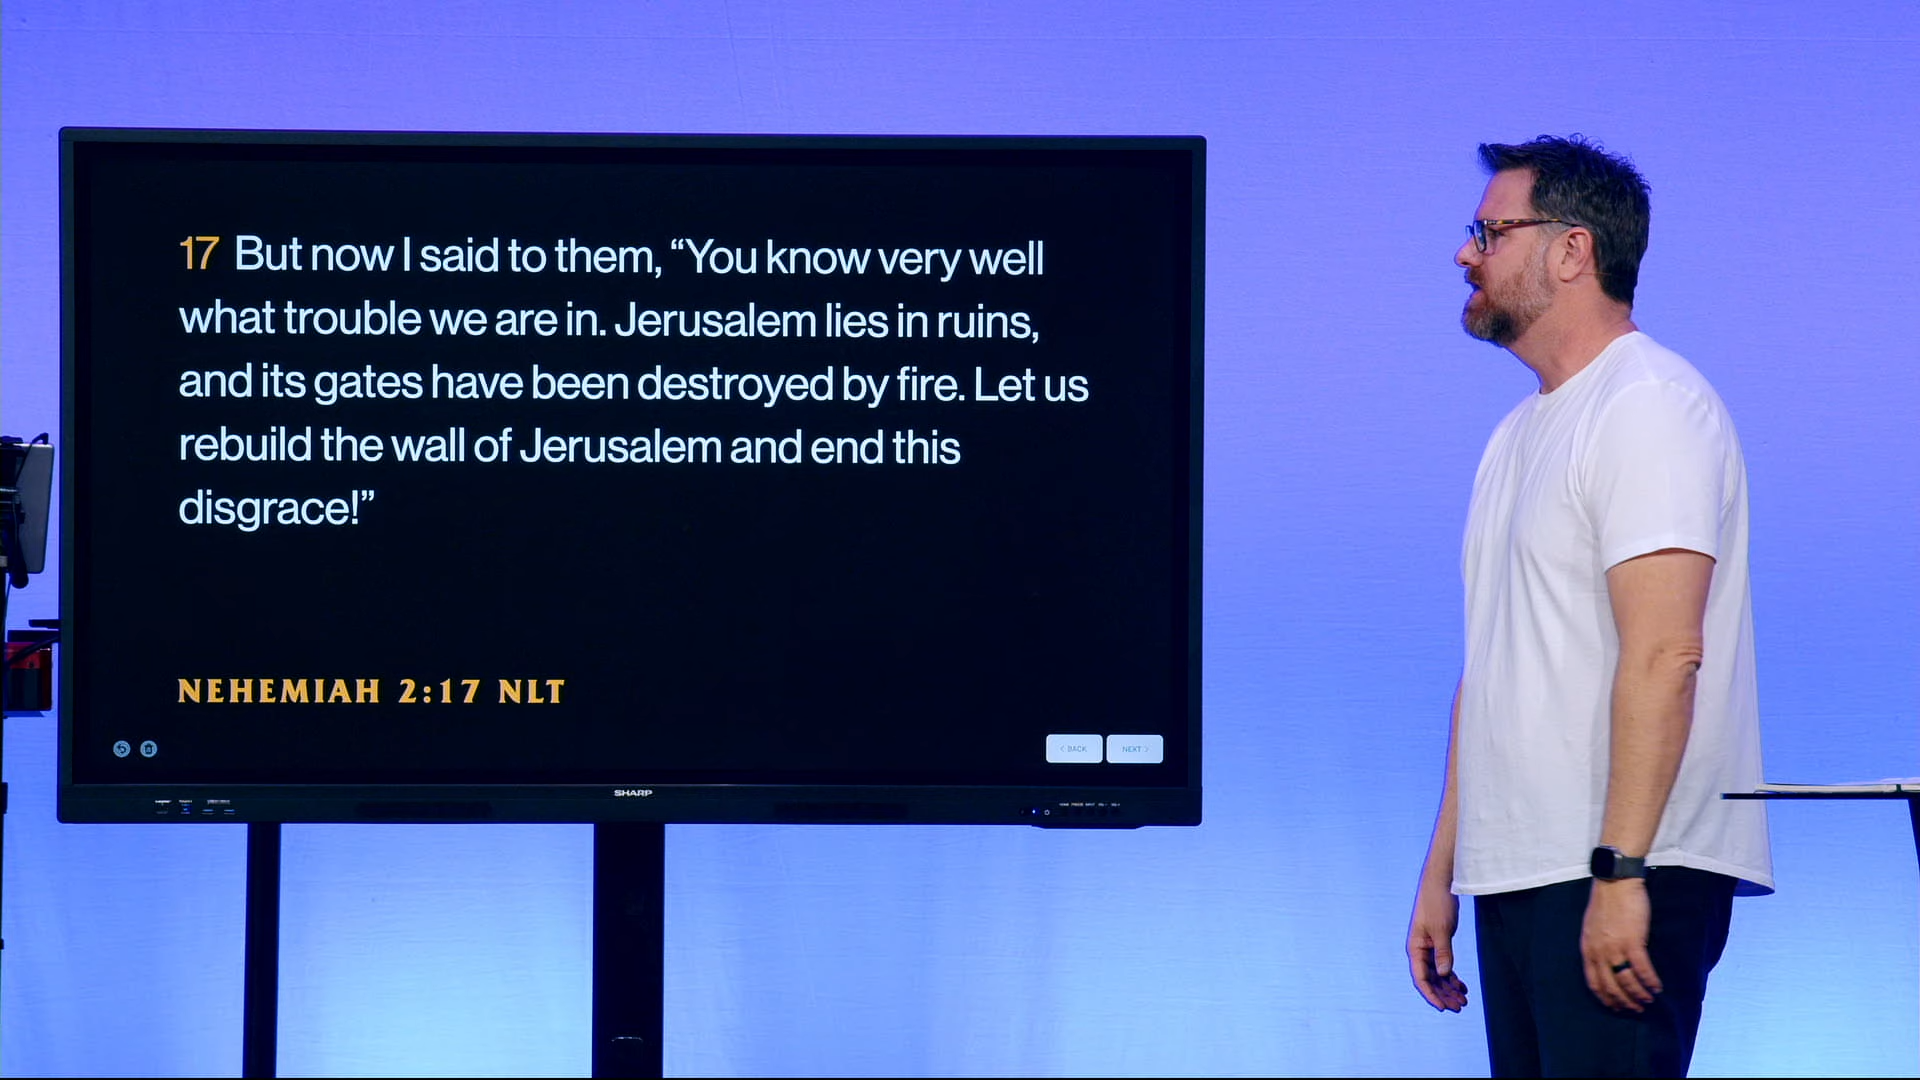 17 But now I said to them, “You know very well
what trouble we are in. Jerusalem lies in ruins,
and its gates have been destroyed by fire. Let us
rebuild the wall of Jerusalem and end this
disgrace!”
NEHEMIAH 2:17 NLT
< BACK NEXT >
SHARP